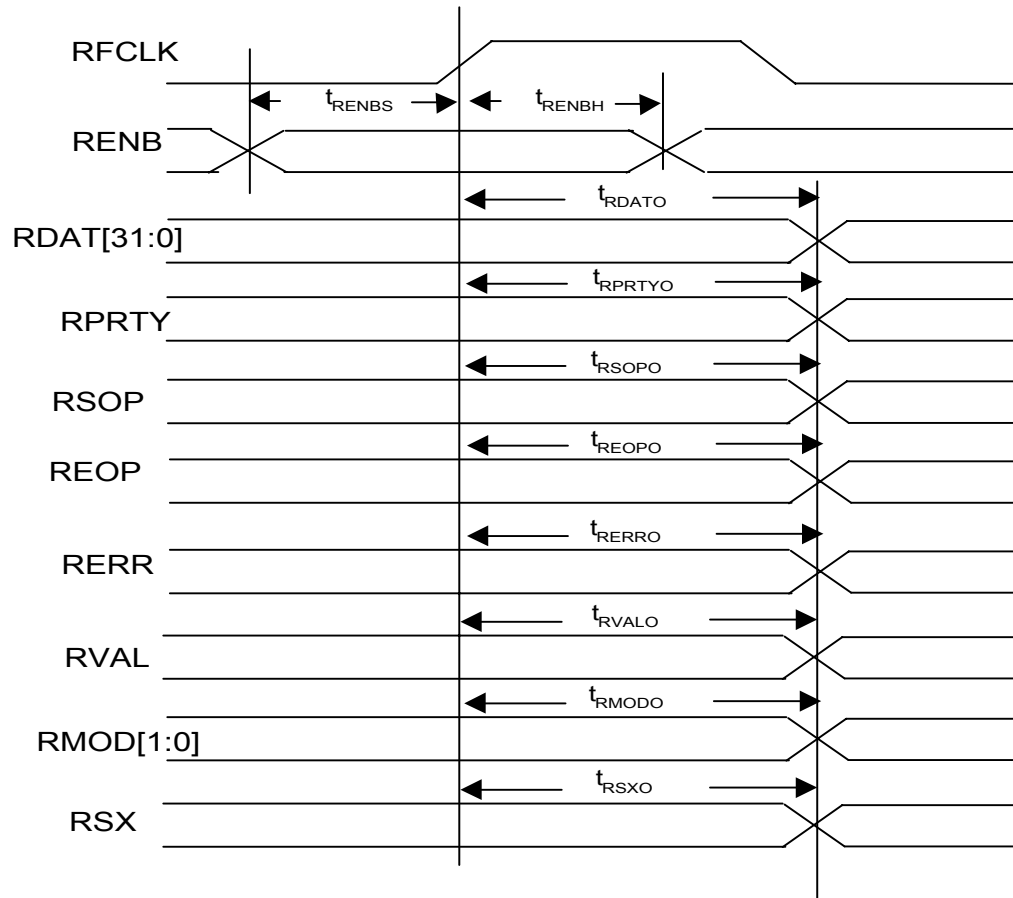 RFCLK
tRENBS tRENBH
RENB
tRDATO
RDAT[31:0]
tRPRTYO
RPRTY
tRSOPO
RSOP
tREOPO
REOP
tRERRO
RERR
tRVALO
RVAL
tRMODO
RMOD[1:0]
tRSXO
RSX